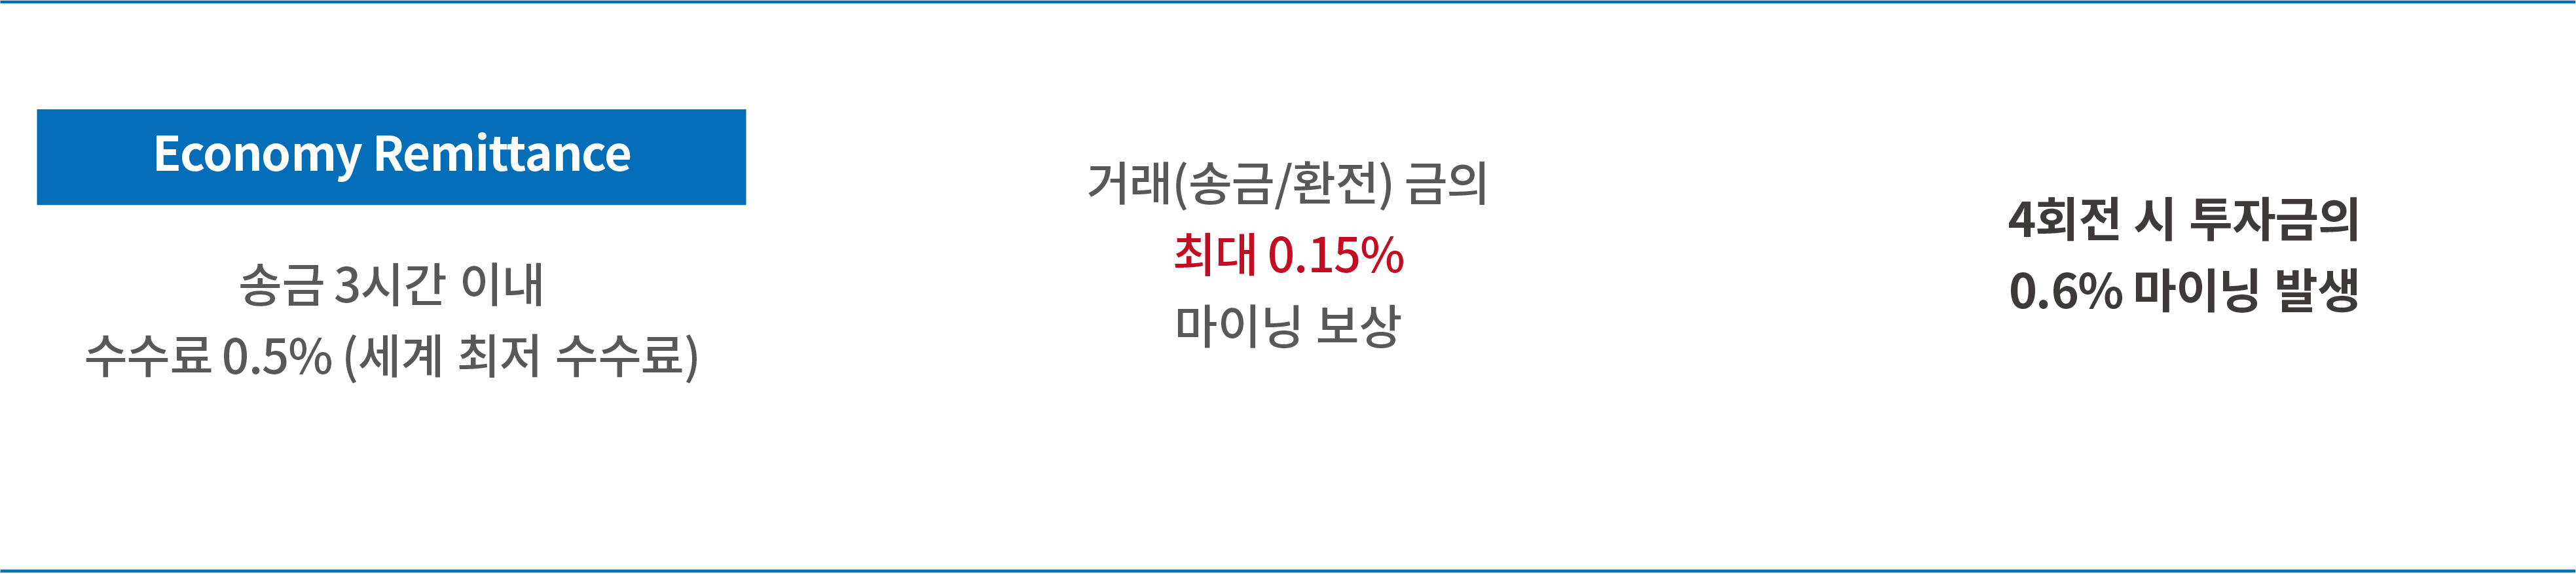 Economy Remittance
송금 3시간 이내
수수료 0.5% (세계 최저 수수료)
거래(송금/환전) 금의
최대 0.15%
마이닝 보상
4회전 시 투자금의
0.6% 마이닝 발생